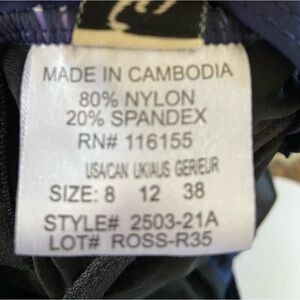 MADE IN CAMBODIA
80% NYLON
20% SPANDEX
RN# 116155
USA/CAN UK/AUS GER/EUR
SIZE: 8 12 38
STYLE# 2503-21A
LOT# ROSS-R35